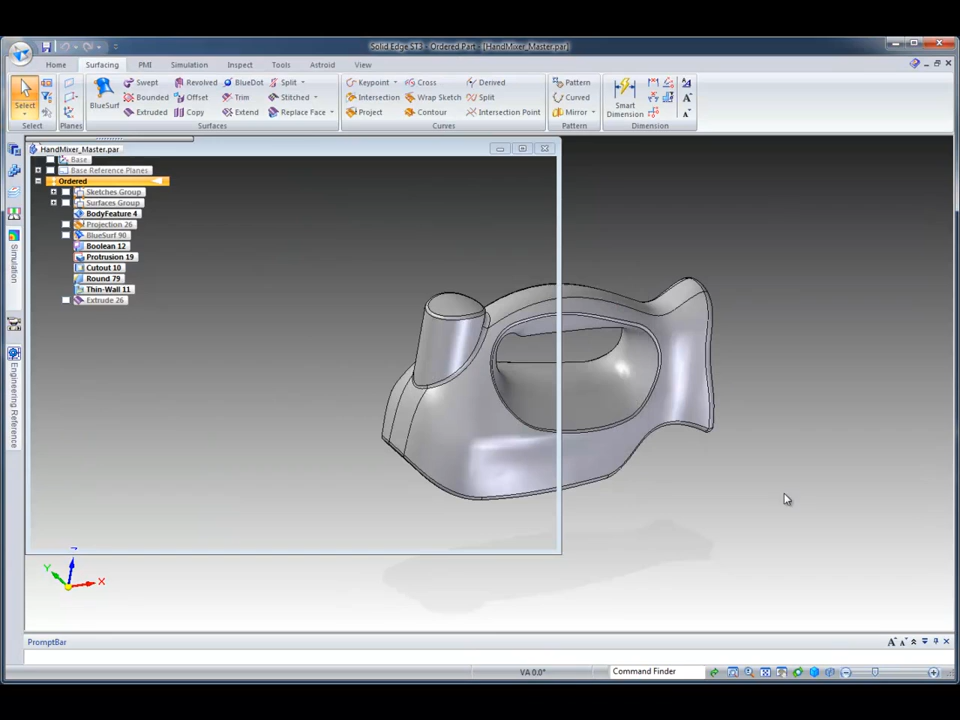 Solid Edge ST3 - Ordered Part - [HandMixer_Master.par]
Home Surfacing PMI Simulation Inspect Tools Astroid View
Swept Revolved BlueDot Split Keypoint Cross Derived Pattern
Select BlueSurf Bounded Offset Trim Stitched Intersection Wrap Sketch Split Curved Smart Dimension
Extruded Copy Extend Replace Face Project Contour Intersection Point Mirror
Select Planes Surfaces Curves Pattern Dimension
HandMixer_Master.par
Base
Base Reference Planes
Ordered
Sketches Group
Surfaces Group
BodyFeature 4
Projection 26
BlueSurf 90
Boolean 12
Protrusion 19
Cutout 10
Round 79
Thin-Wall 11
Extrude 26
Simulation
Engineering Reference
Z
Y
X
PromptBar
VA 0.0°
Command Finder